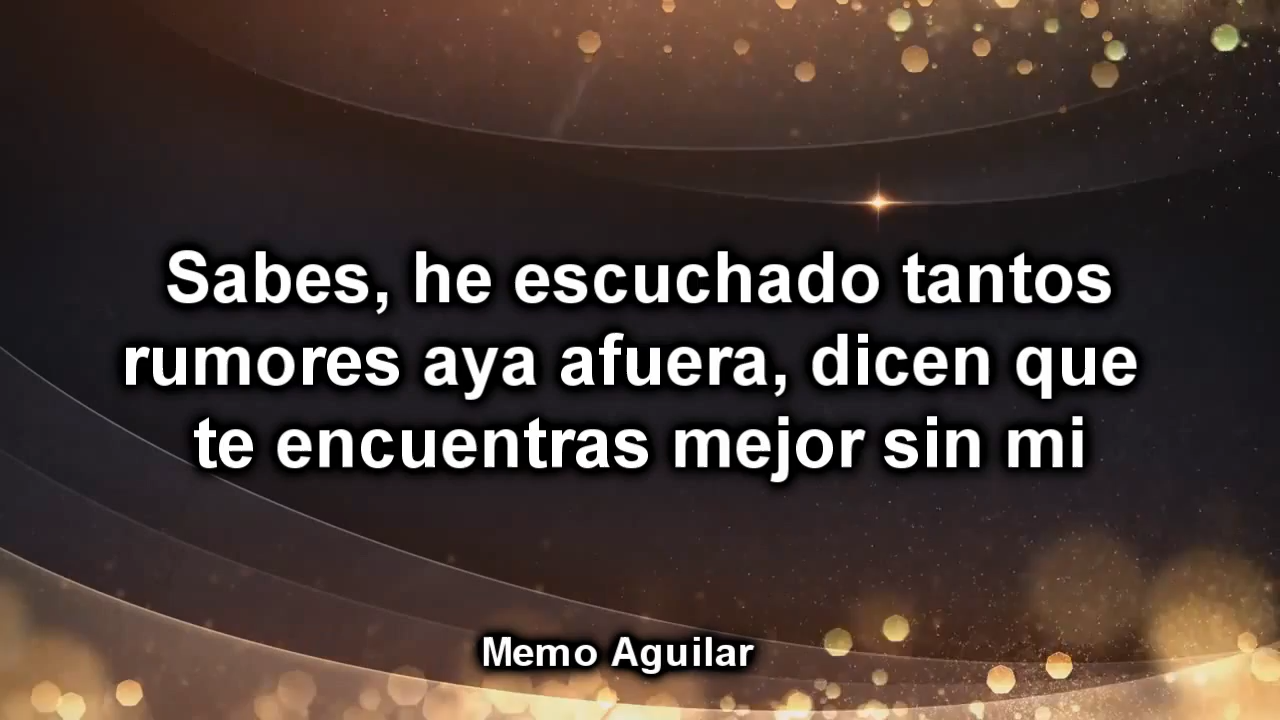 Sabes, he escuchado tantos
rumores aya afuera, dicen que
te encuentras mejor sin mi
Memo Aguilar